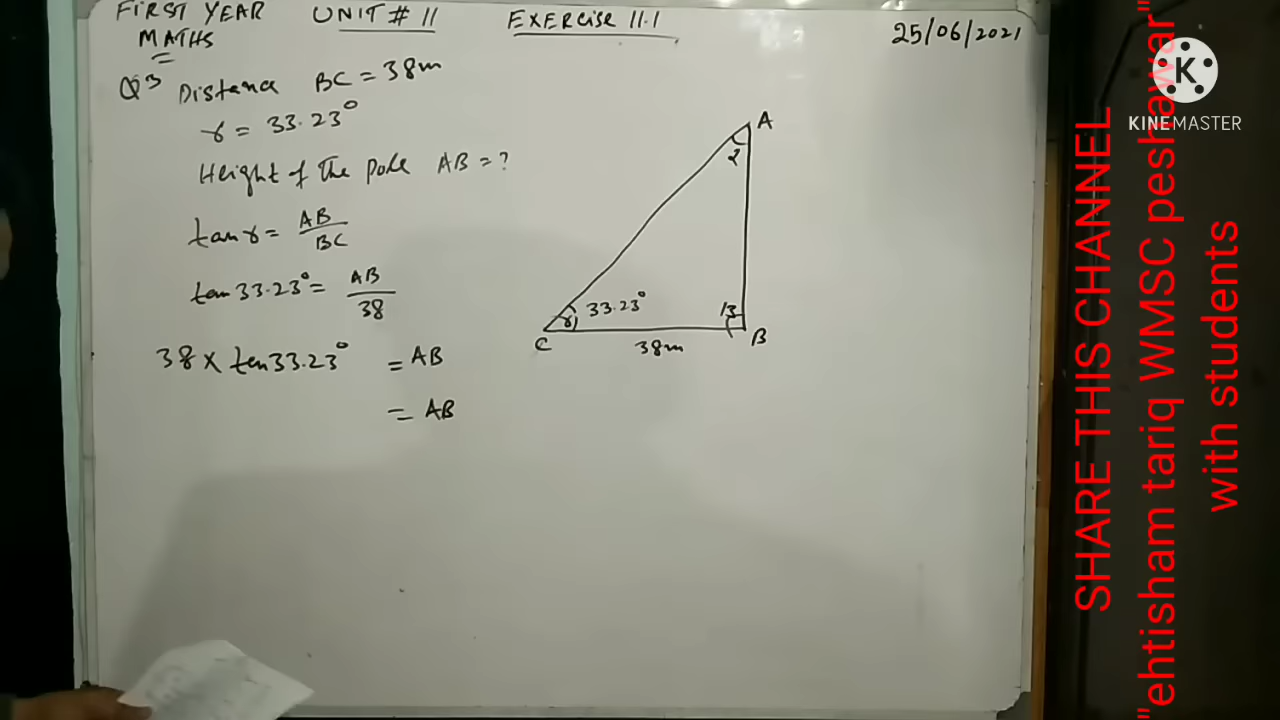 FIRST YEAR UNIT # 11 EXERCISE 11.1 25/06/2021
MATHS
Q3 Distance BC = 38m
γ = 33.23°
Height of the pole AB = ?
tan γ = AB/BC
tan 33.23° = AB/38
38 × tan 33.23° = AB
= AB
A
α
γ 33.23°
β
C
38m
B
KINEMASTER
SHARE THIS CHANNEL
"ehtisham tariq WMSC peshawar"
with students